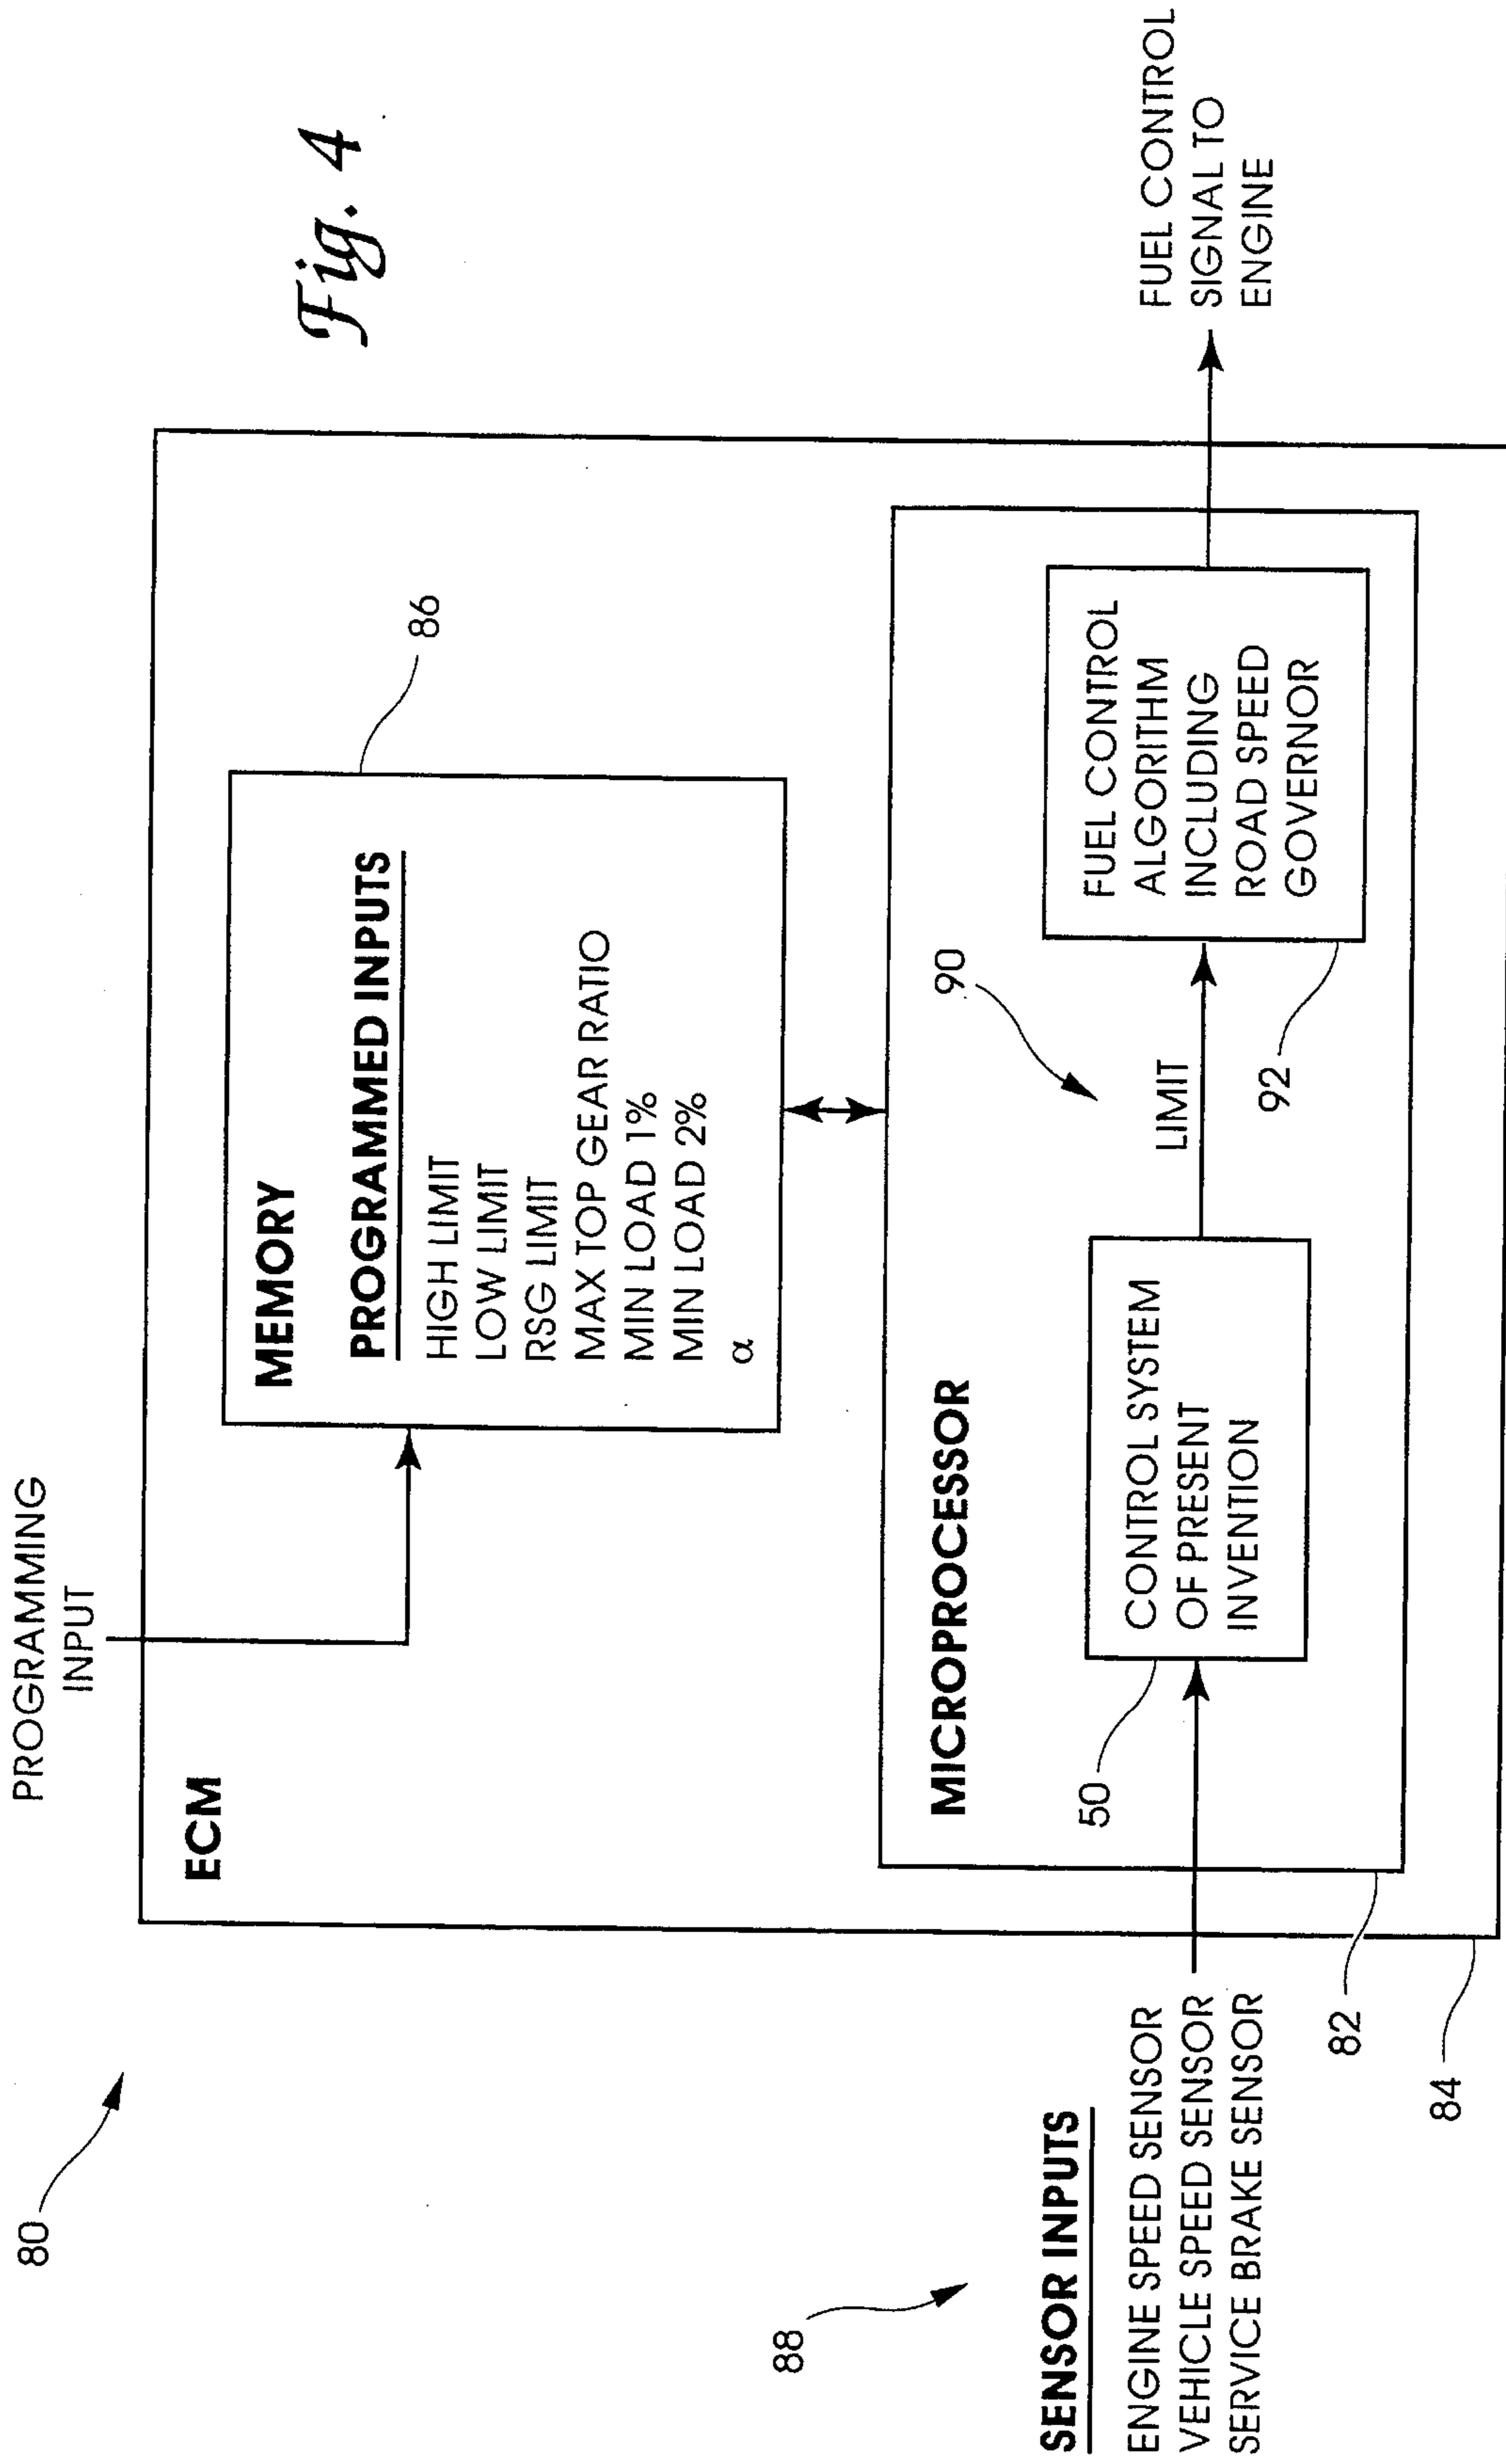 Fig. 4
80
PROGRAMMING
INPUT
ECM
MEMORY
PROGRAMMED INPUTS
HIGH LIMIT
LOW LIMIT
RSG LIMIT
MAX TOP GEAR RATIO
MIN LOAD 1%
MIN LOAD 2%
α
86
88
SENSOR INPUTS
ENGINE SPEED SENSOR
VEHICLE SPEED SENSOR
SERVICE BRAKE SENSOR
MICROPROCESSOR
50
CONTROL SYSTEM
OF PRESENT
INVENTION
90
LIMIT
FUEL CONTROL
ALGORITHM
INCLUDING
ROAD SPEED
GOVERNOR
92
FUEL CONTROL
SIGNAL TO
ENGINE
82
84